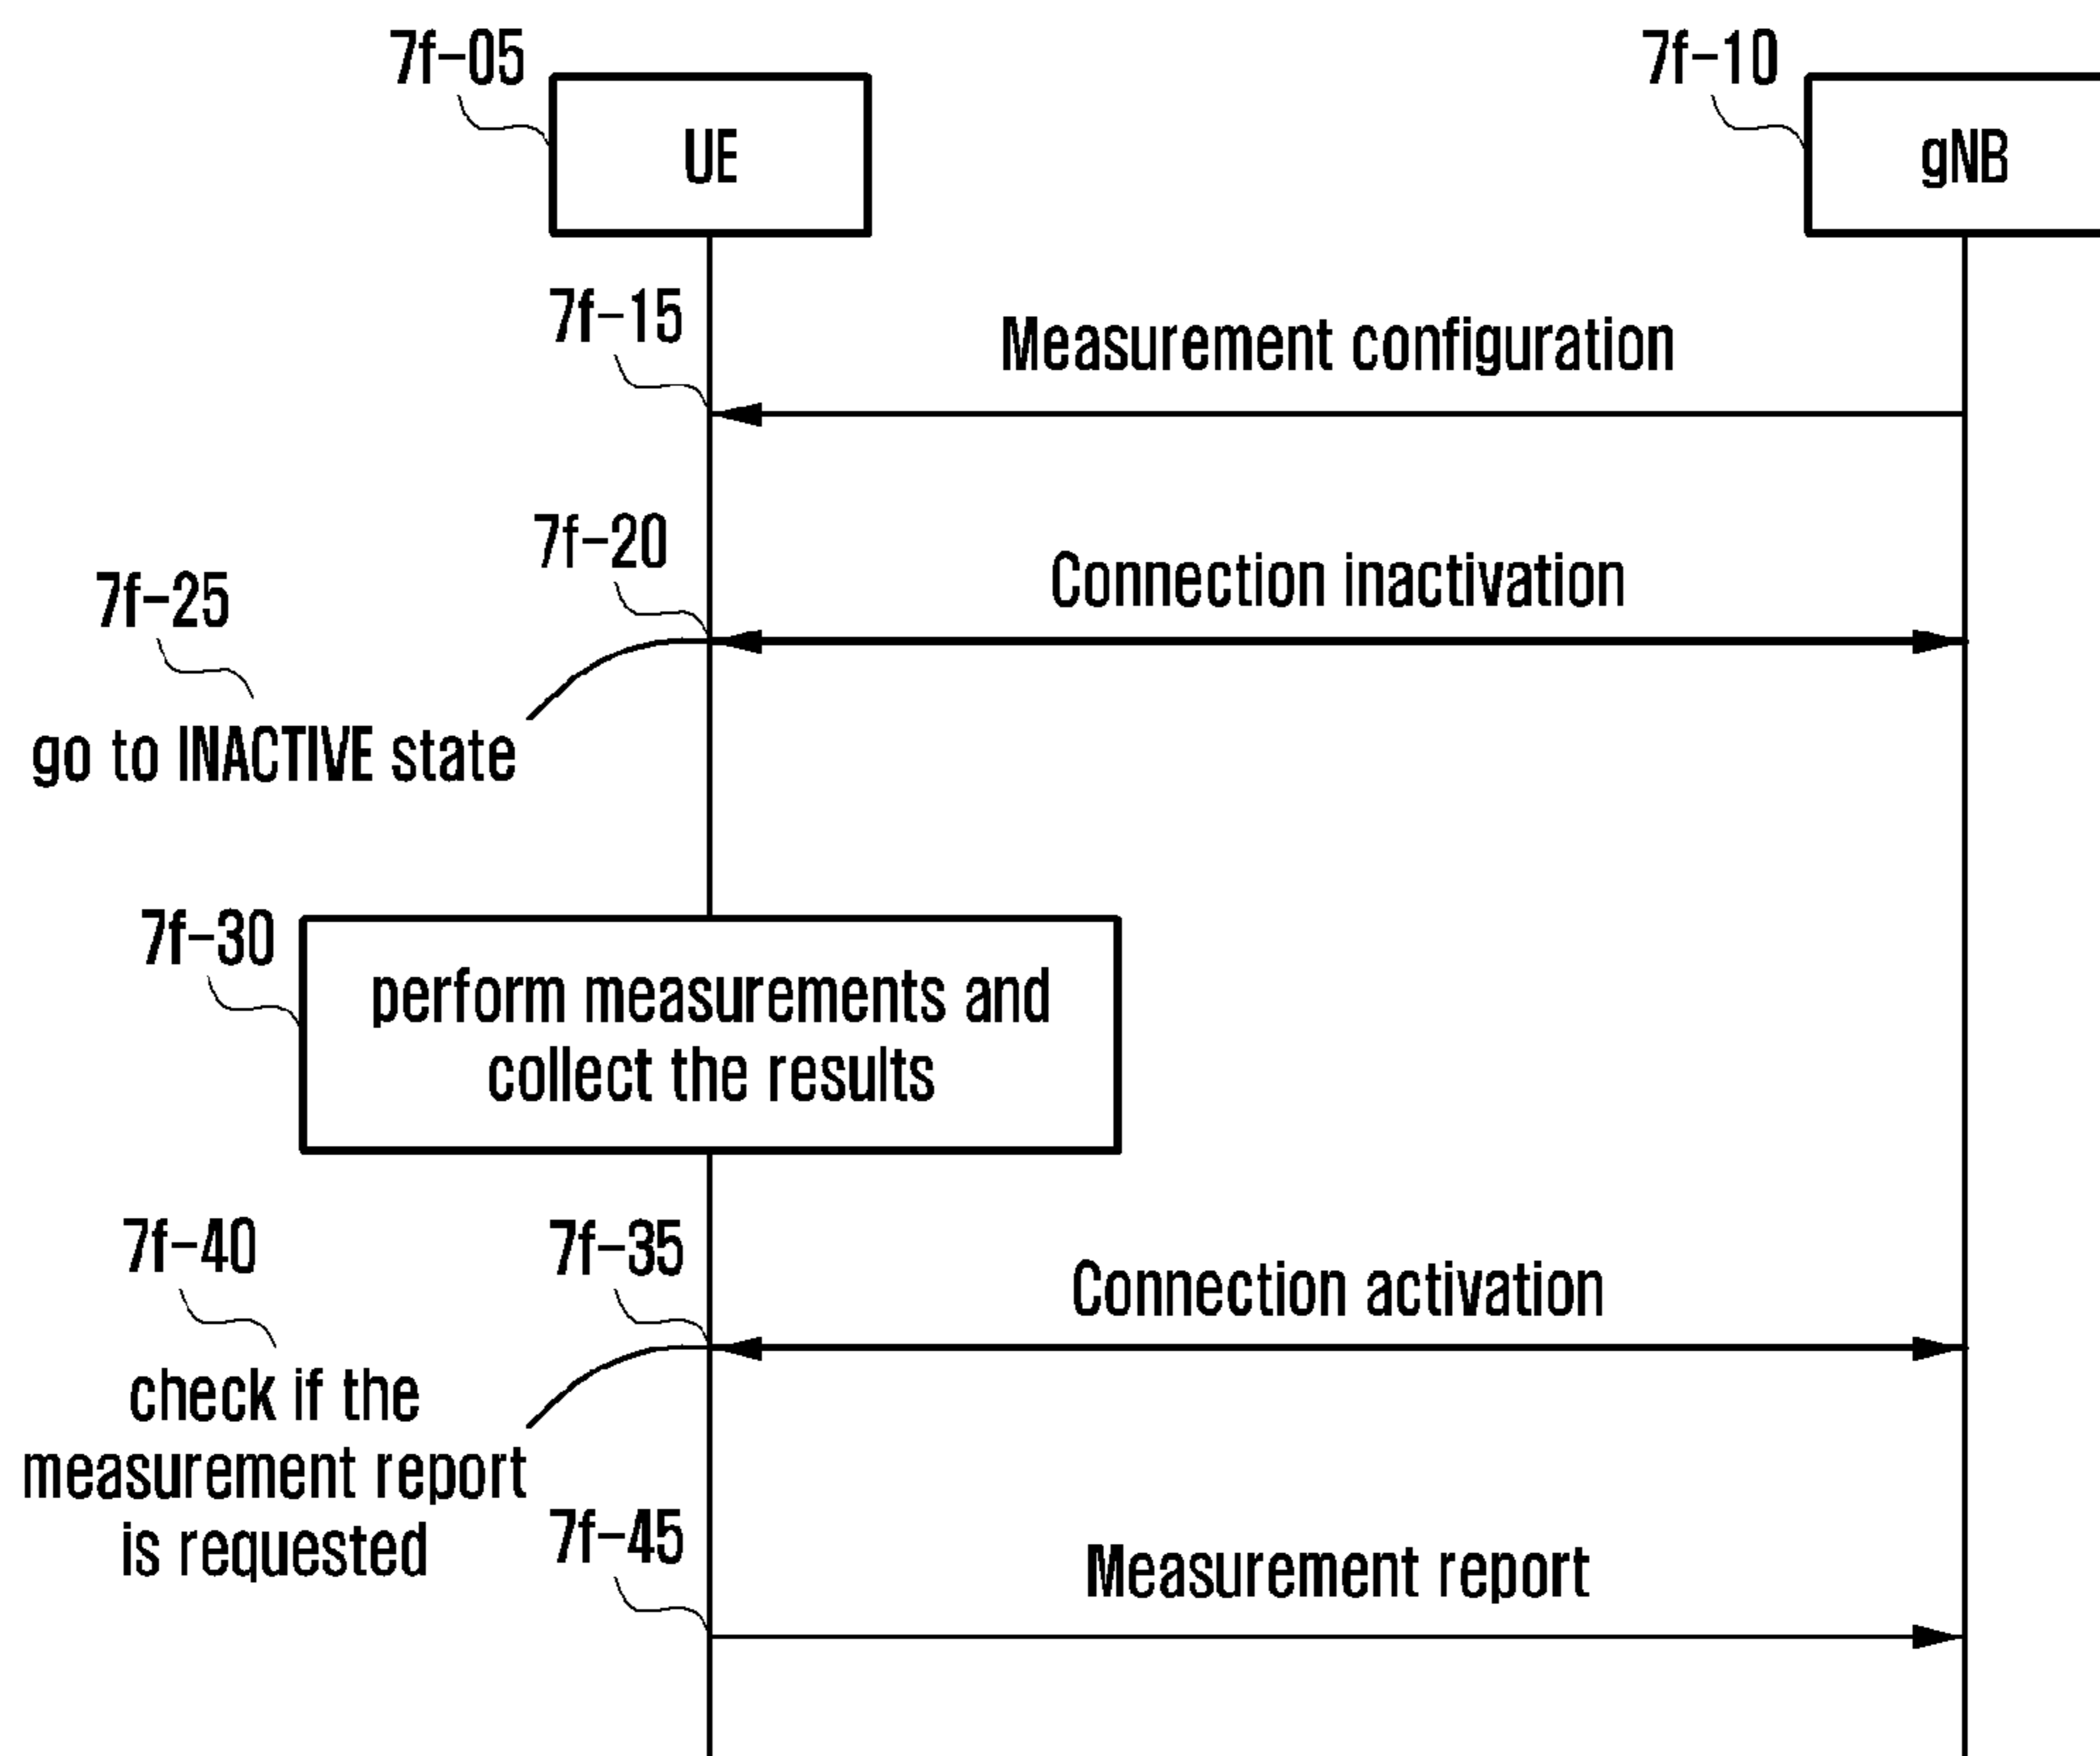 7f-05
UE
7f-10
gNB
7f-15
Measurement configuration
7f-20
Connection inactivation
7f-25
go to INACTIVE state
7f-30
perform measurements and
collect the results
7f-35
Connection activation
7f-40
check if the
measurement report
is requested
7f-45
Measurement report